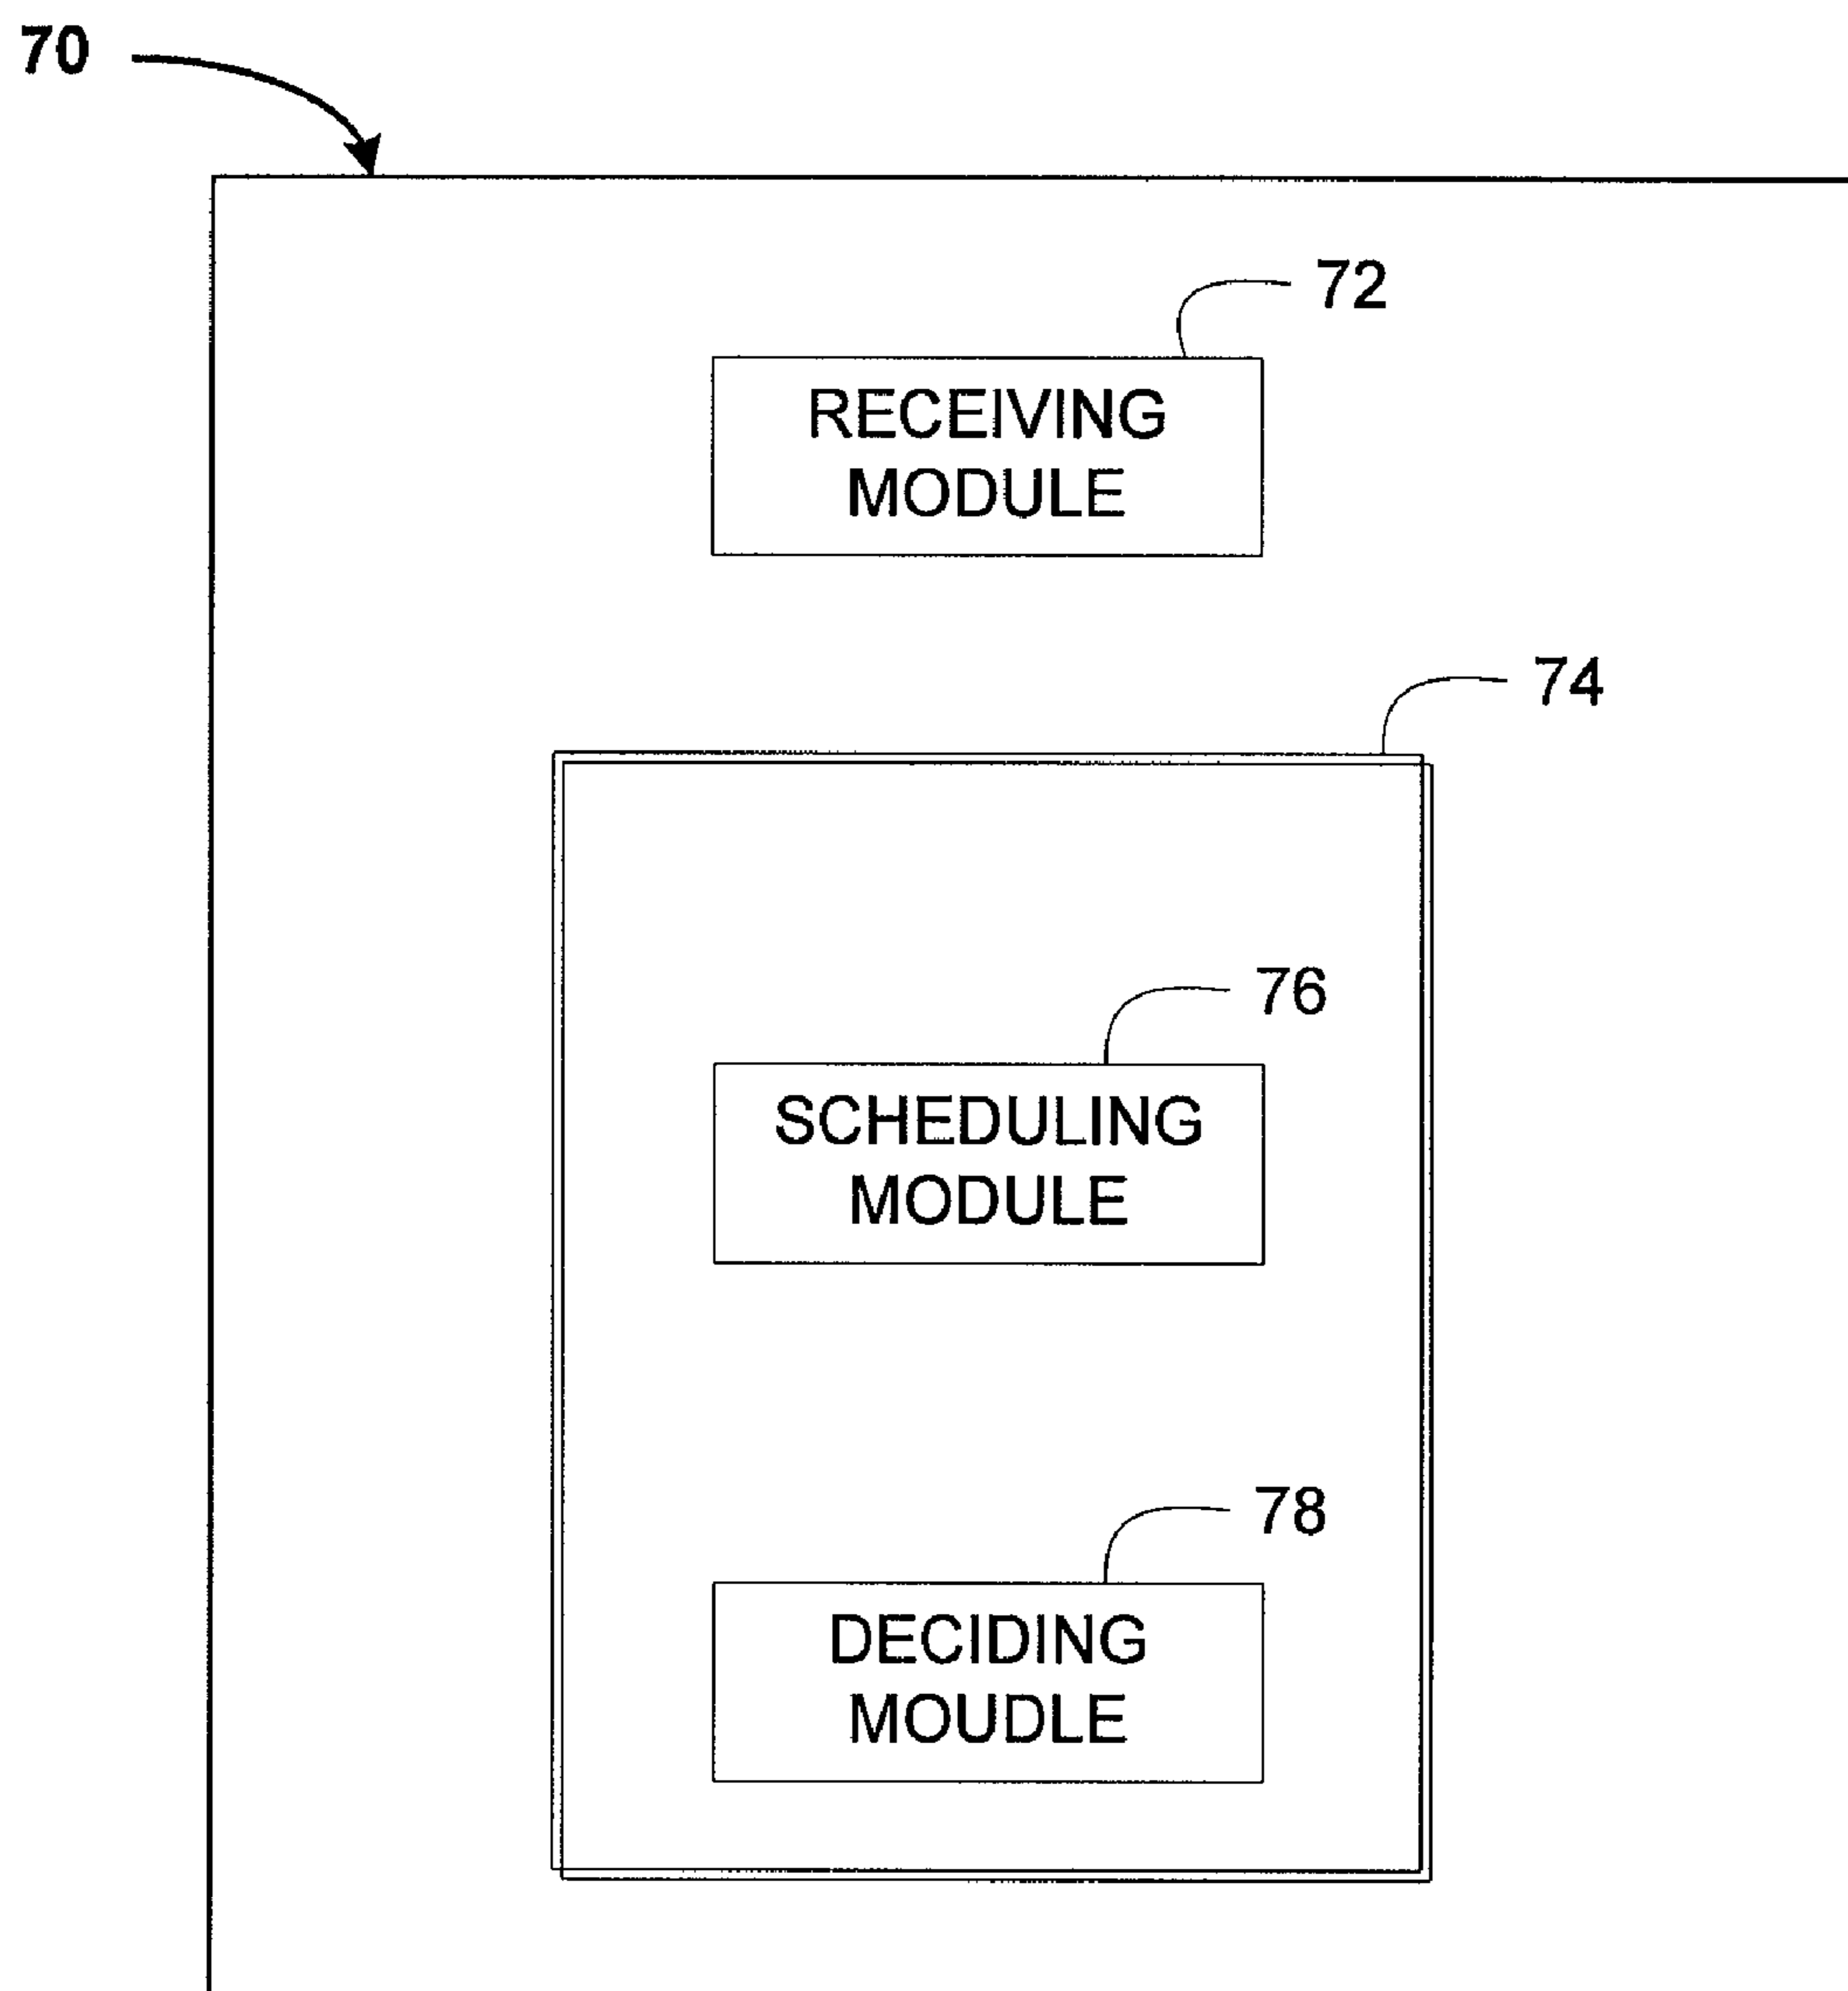 70
72
RECEIVING
MODULE
74
76
SCHEDULING
MODULE
78
DECIDING
MOUDLE